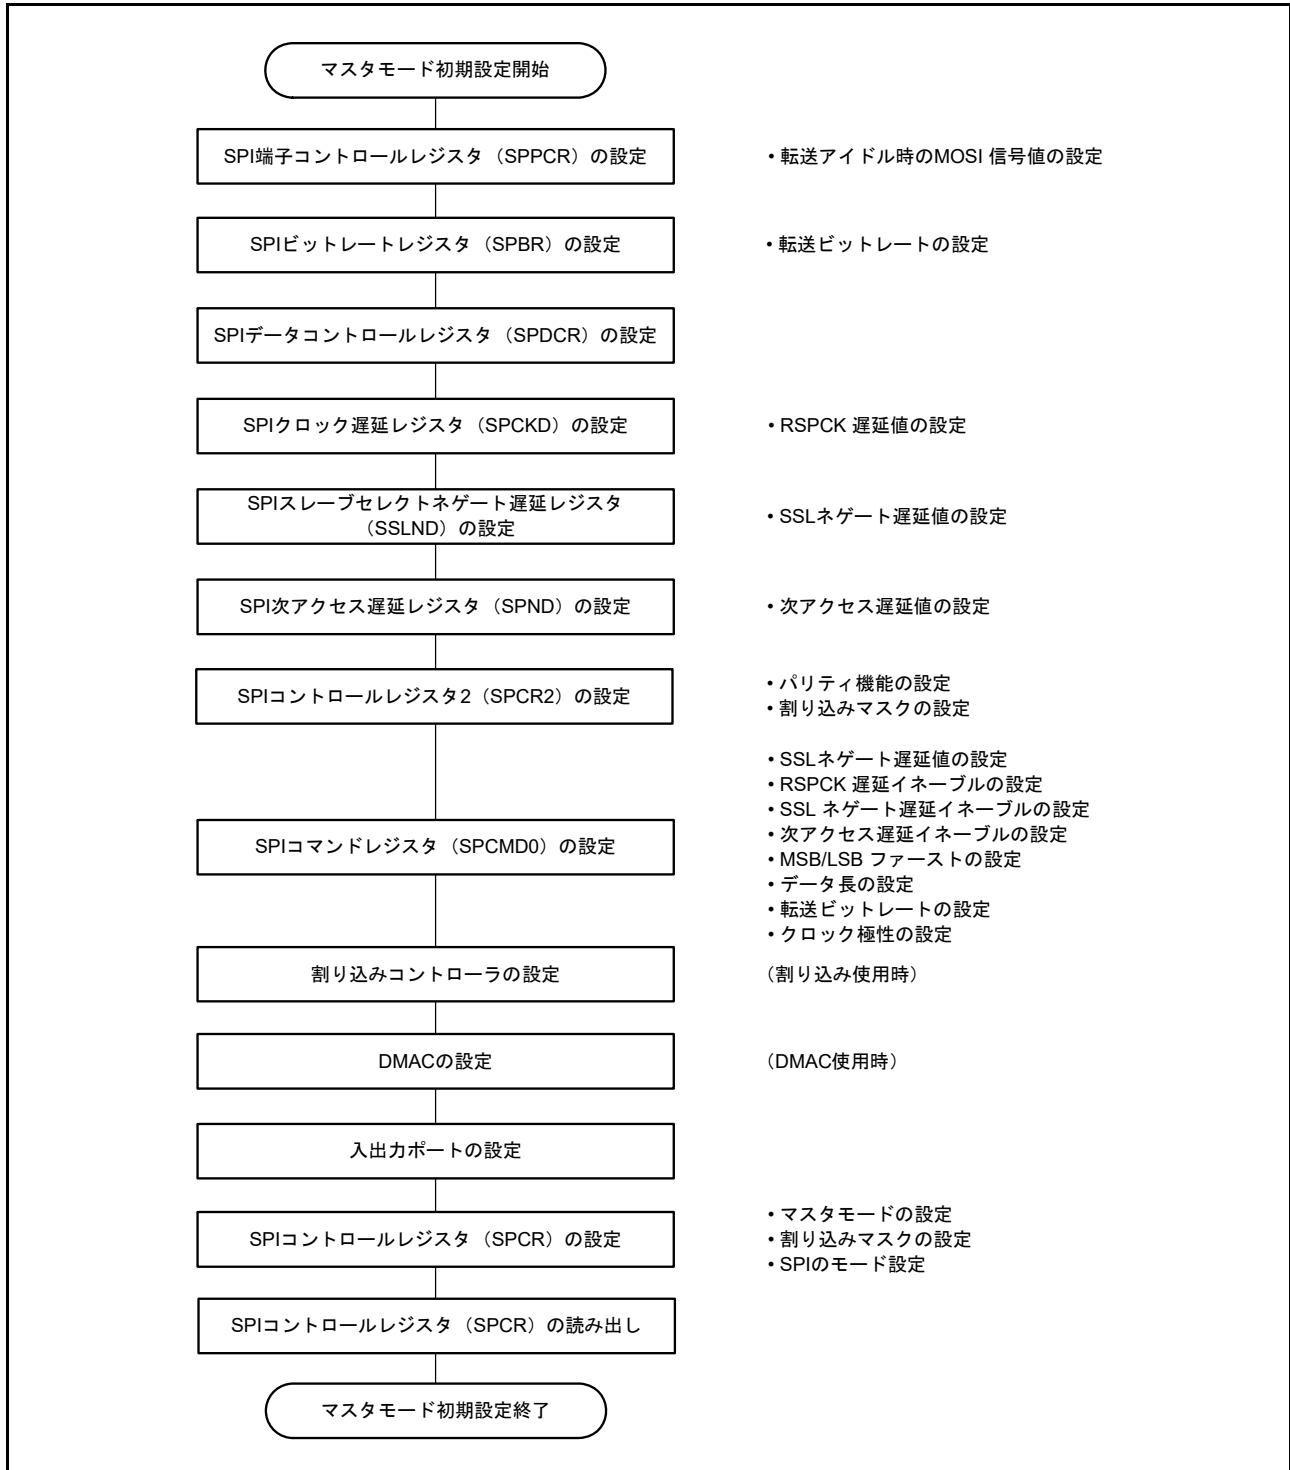 マスタモード初期設定開始
SPI端子コントロールレジスタ（SPPCR）の設定
• 転送アイドル時のMOSI 信号値の設定
SPIビットレートレジスタ（SPBR）の設定
• 転送ビットレートの設定
SPIデータコントロールレジスタ（SPDCR）の設定
SPIクロック遅延レジスタ（SPCKD）の設定
• RSPCK 遅延値の設定
SPIスレーブセレクトネゲート遅延レジスタ
（SSLND）の設定
• SSLネゲート遅延値の設定
SPI次アクセス遅延レジスタ（SPND）の設定
• 次アクセス遅延値の設定
SPIコントロールレジスタ2（SPCR2）の設定
• パリティ機能の設定
• 割り込みマスクの設定
SPIコマンドレジスタ（SPCMD0）の設定
• SSLネゲート遅延値の設定
• RSPCK 遅延イネーブルの設定
• SSL ネゲート遅延イネーブルの設定
• 次アクセス遅延イネーブルの設定
• MSB/LSB ファーストの設定
• データ長の設定
• 転送ビットレートの設定
• クロック極性の設定
割り込みコントローラの設定
（割り込み使用時）
DMACの設定
（DMAC使用時）
入出力ポートの設定
SPIコントロールレジスタ（SPCR）の設定
• マスタモードの設定
• 割り込みマスクの設定
• SPIのモード設定
SPIコントロールレジスタ（SPCR）の読み出し
マスタモード初期設定終了